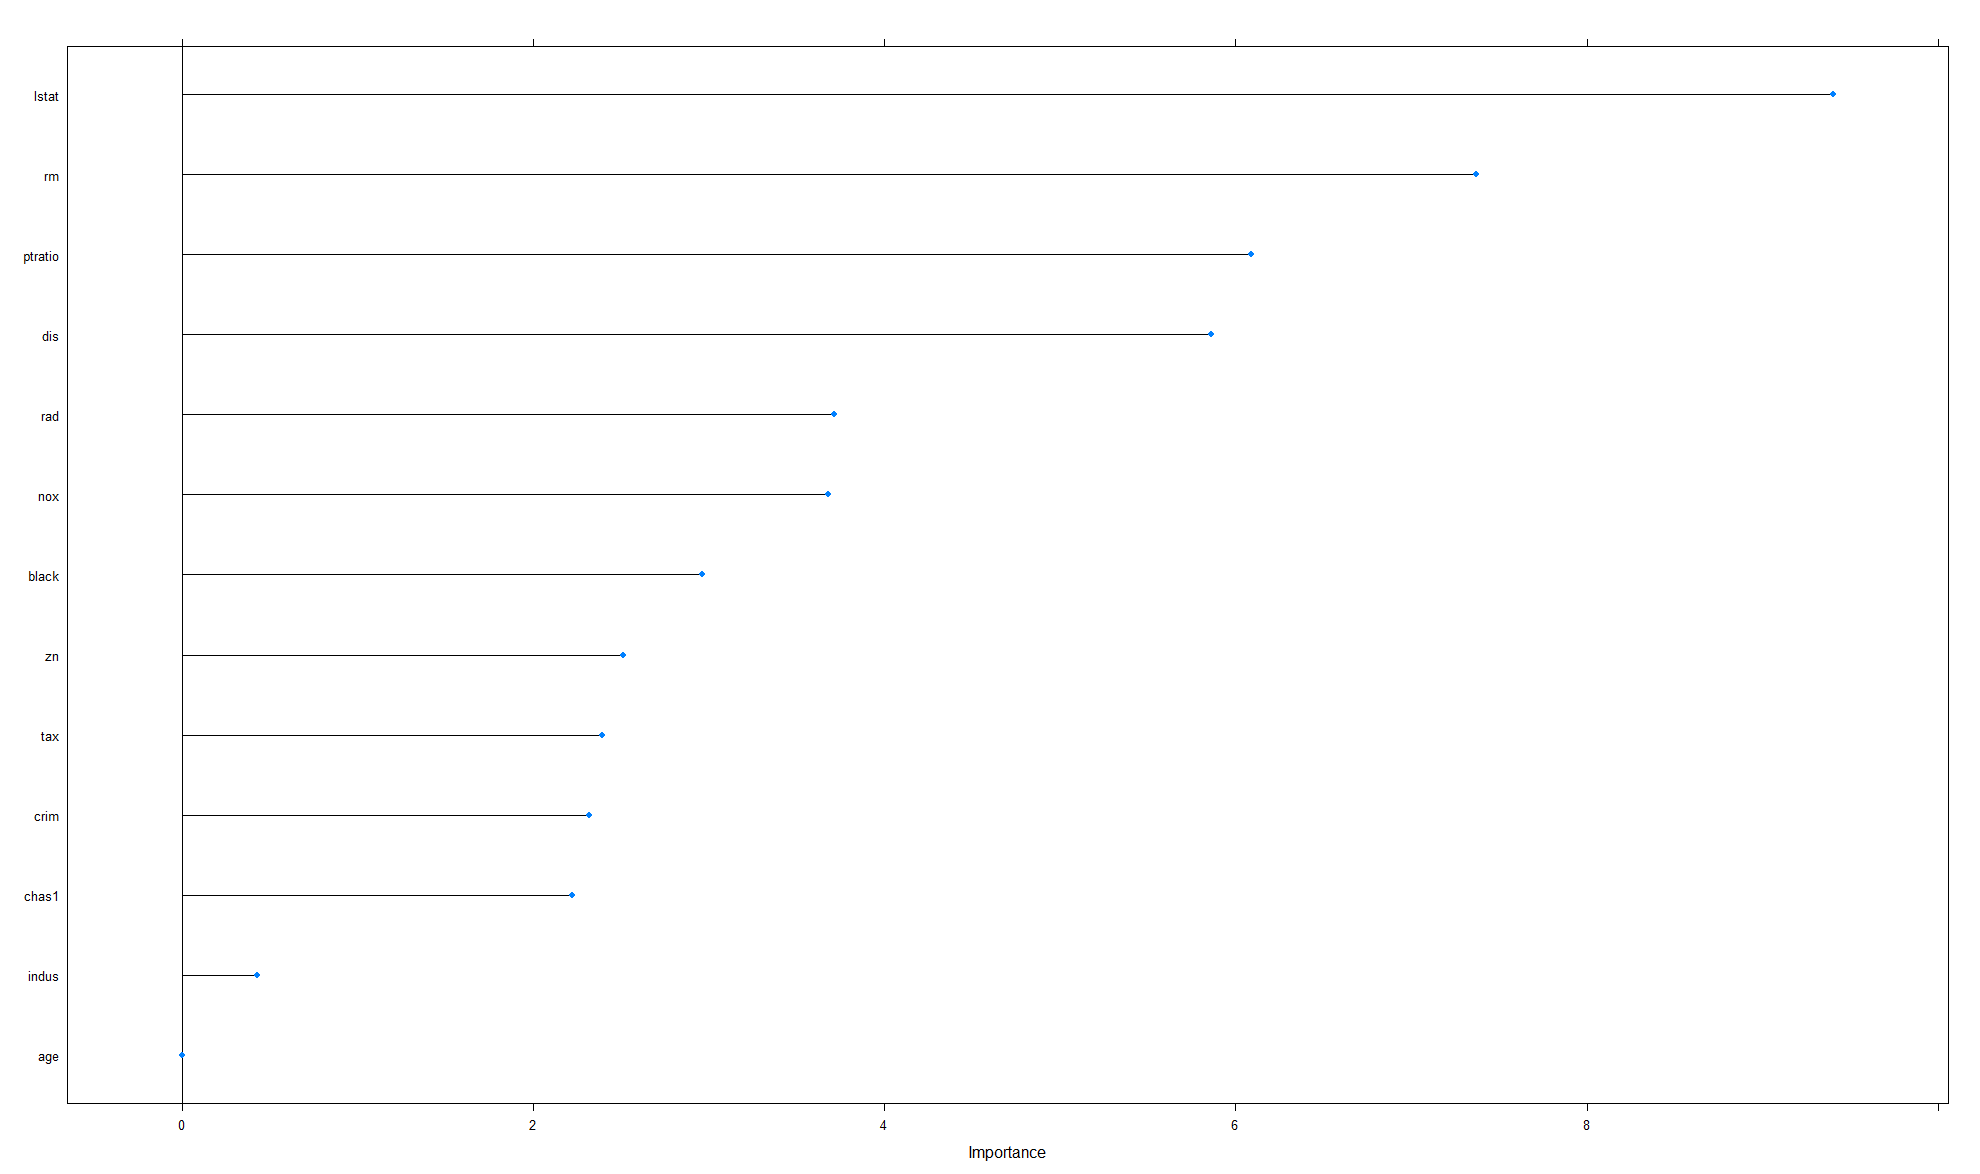 lstat
rm
ptratio
dis
rad
nox
black
zn
tax
crim
chas1
indus
age
0 2 4 6 8
Importance